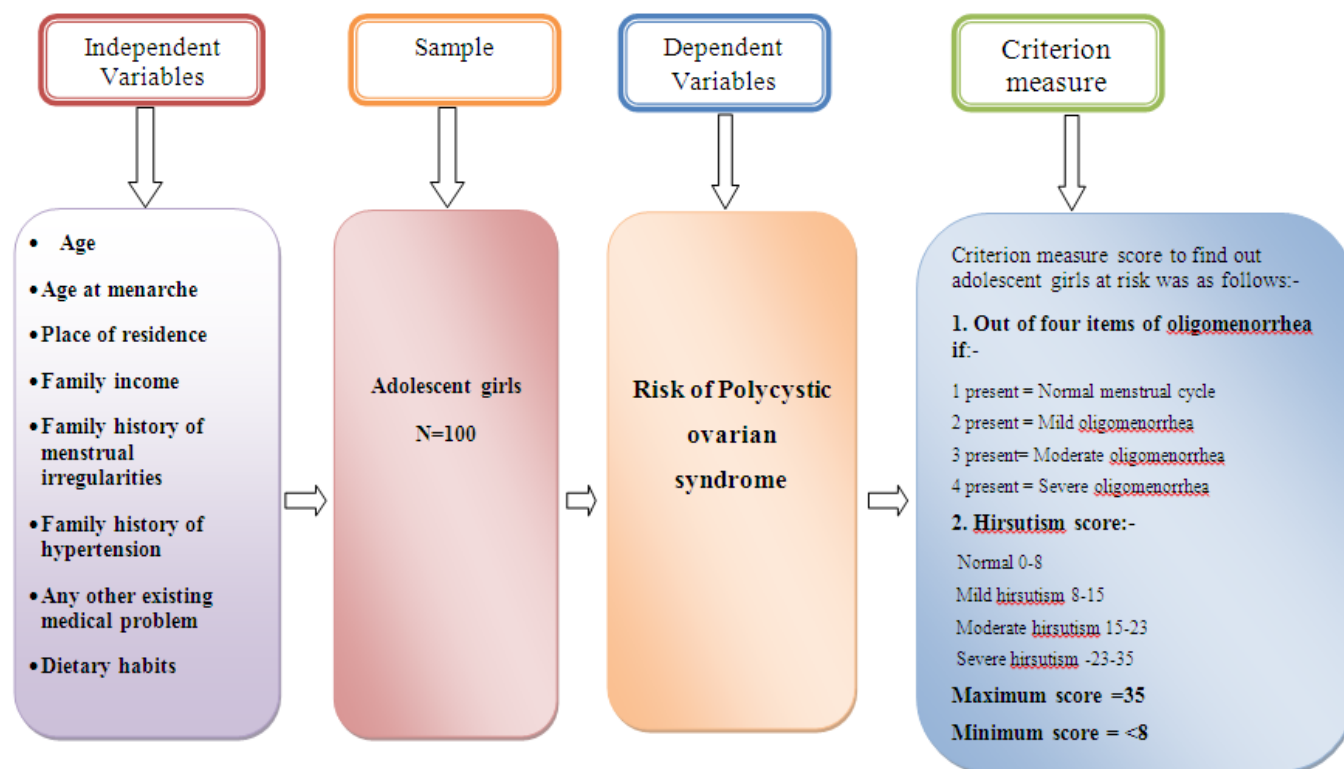 Independent
Variables
Sample
Dependent
Variables
Criterion
measure
• Age
• Age at menarche
• Place of residence
• Family income
• Family history of
menstrual
irregularities
• Family history of
hypertension
• Any other existing
medical problem
• Dietary habits
Adolescent girls
N=100
Risk of Polycystic
ovarian
syndrome
Criterion measure score to find out
adolescent girls at risk was as follows:-
1. Out of four items of oligomenorrhea
if:-
1 present = Normal menstrual cycle
2 present = Mild oligomenorrhea
3 present= Moderate oligomenorrhea
4 present = Severe oligomenorrhea
2. Hirsutism score:-
Normal 0-8
Mild hirsutism 8-15
Moderate hirsutism 15-23
Severe hirsutism -23-35
Maximum score =35
Minimum score = <8